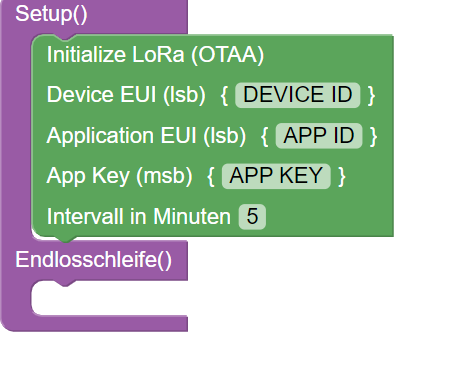 Setup()
Initialize LoRa (OTAA)
Device EUI (lsb) { DEVICE ID }
Application EUI (lsb) { APP ID }
App Key (msb) { APP KEY }
Intervall in Minuten 5
Endlosschleife()